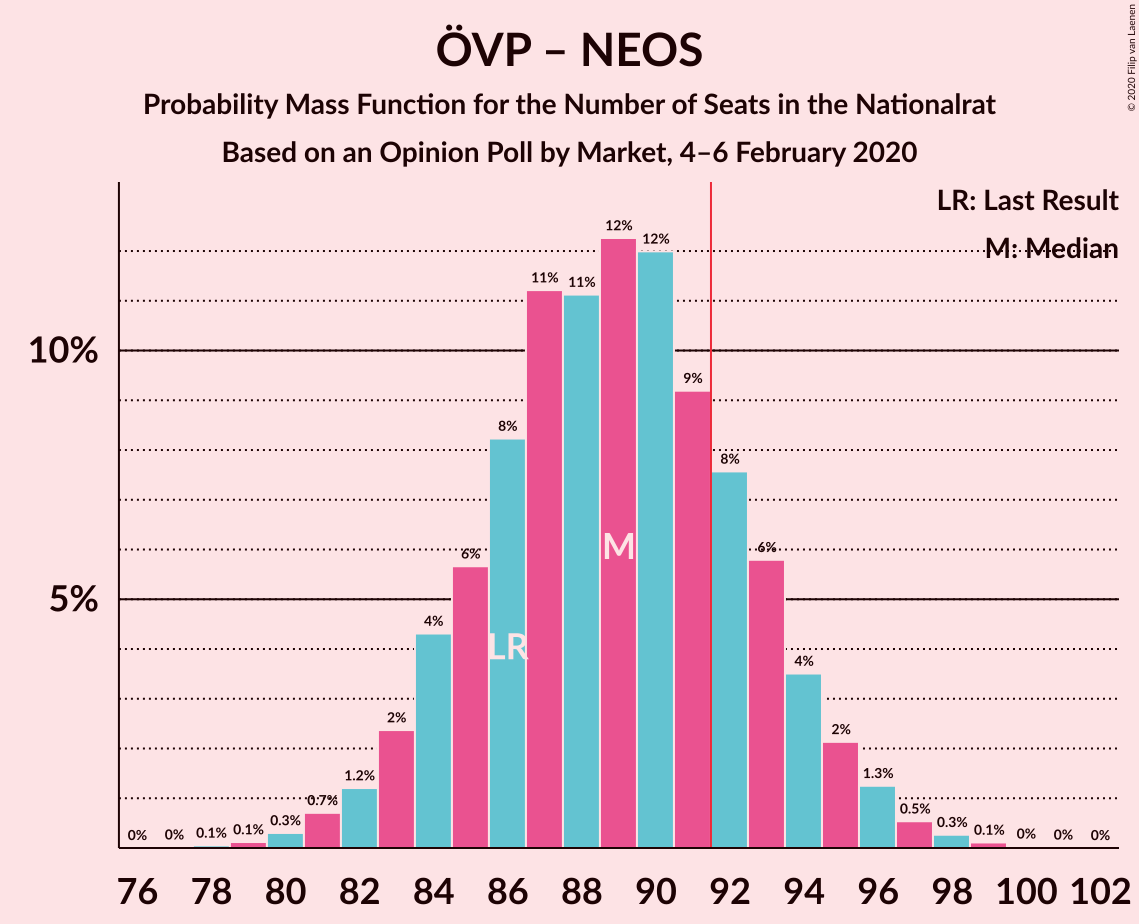 ÖVP – NEOS
Probability Mass Function for the Number of Seats in the Nationalrat
Based on an Opinion Poll by Market, 4–6 February 2020
© 2020 Filip van Laenen
LR: Last Result
M: Median
10%
5%
0% 0% 0.1% 0.1% 0.3% 0.7% 1.2% 2% 4% 6% 8% 11% 11% 12% 12% 9% 8% 6% 4% 2% 1.3% 0.5% 0.3% 0.1% 0% 0% 0%
LR
M
76 78 80 82 84 86 88 90 92 94 96 98 100 102